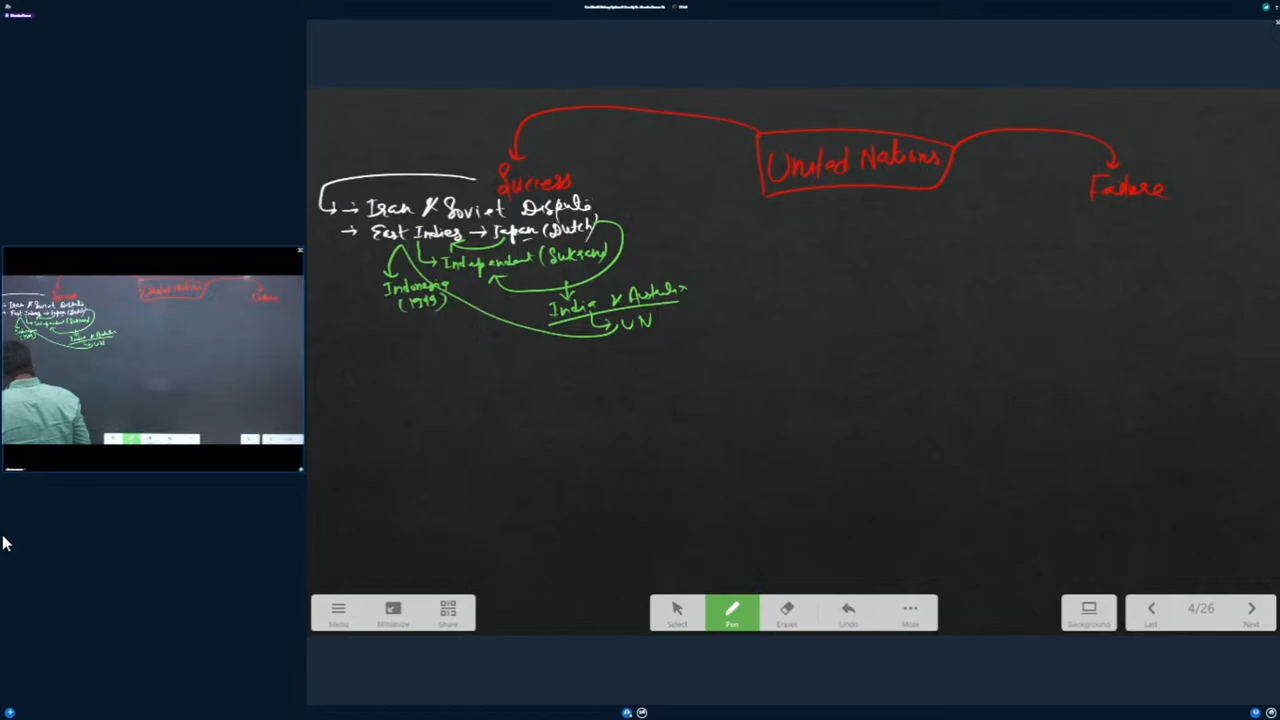 United Nations
Success
Failure
→ Iran & Soviet Dispute
→ East Indies → Japan (Dutch)
Independent (Sukarno)
Indonesia
(1949)
India & Australia
UN
Menu
Minimize
Share
Select
Pen
Eraser
Undo
More
Background
Last
4/26
Next